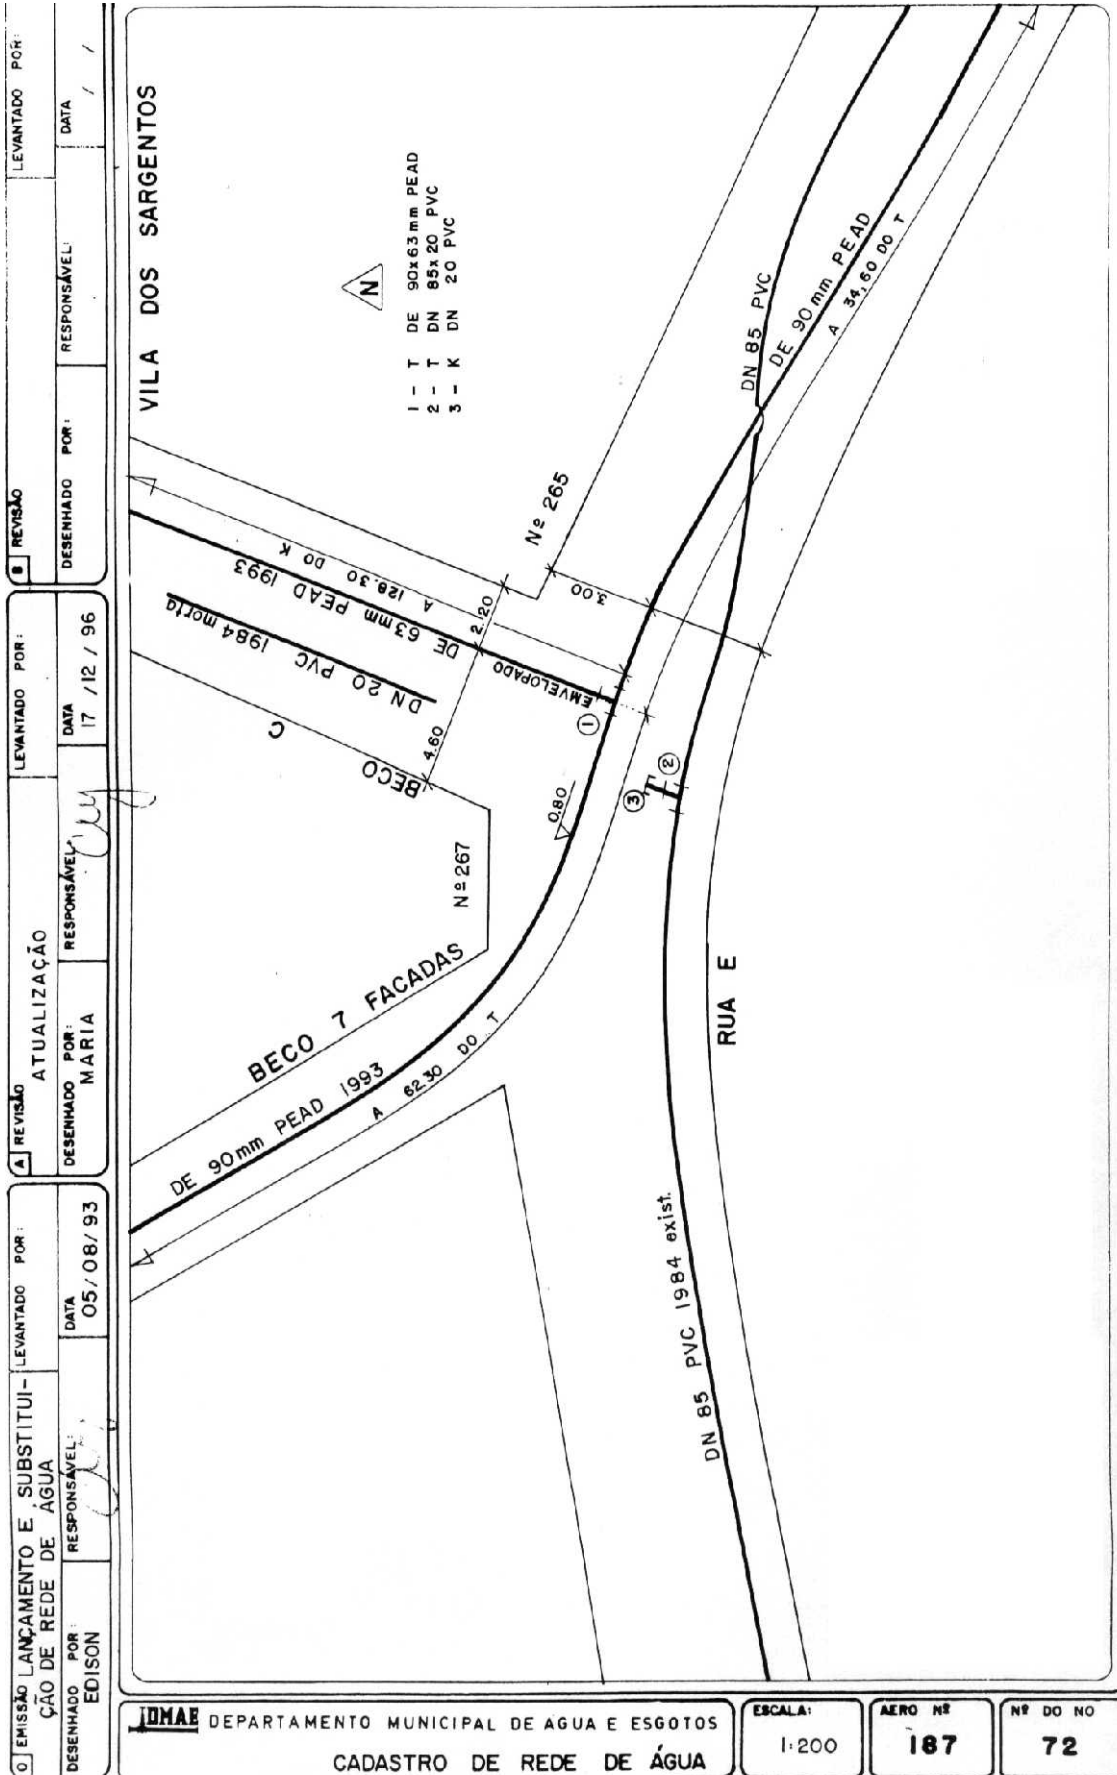 0 EMISSÃO LANÇAMENTO E SUBSTITUI-
ÇÃO DE REDE DE ÁGUA
LEVANTADO POR:
DESENHADO POR:
EDISON
RESPONSÁVEL:
DATA
05/08/93
A REVISÃO
ATUALIZAÇÃO
LEVANTADO POR:
DESENHADO POR:
MARIA
RESPONSÁVEL:
DATA
17/12/96
B REVISÃO
LEVANTADO POR:
DESENHADO POR:
RESPONSÁVEL:
DATA
/ /
VILA DOS SARGENTOS
N
1 - T DE 90x63mm PEAD
2 - T DN 85x20 PVC
3 - K DN 20 PVC
A 128.30 DO K
DE 63mm PEAD 1993
DN 20 PVC 1984 morta
BECO C
ENVELOPADO
2.20
4.60
Nº 265
3.00
1
2
3
0.80
Nº 267
BECO 7 FACADAS
DE 90mm PEAD 1993
A 62.30 DO T
DN 85 PVC
DE 90mm PEAD
A 34,60 DO T
RUA E
DN 85 PVC 1984 exist.
DMAE DEPARTAMENTO MUNICIPAL DE AGUA E ESGOTOS
CADASTRO DE REDE DE ÁGUA
ESCALA:
1:200
AERO Nº
187
Nº DO NO
72